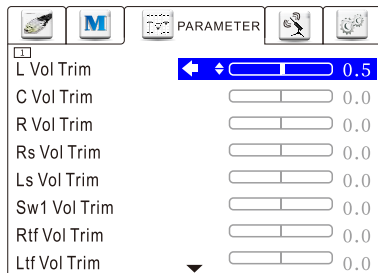 M
PARAMETER
1
L Vol Trim 0.5
C Vol Trim 0.0
R Vol Trim 0.0
Rs Vol Trim 0.0
Ls Vol Trim 0.0
Sw1 Vol Trim 0.0
Rtf Vol Trim 0.0
Ltf Vol Trim 0.0